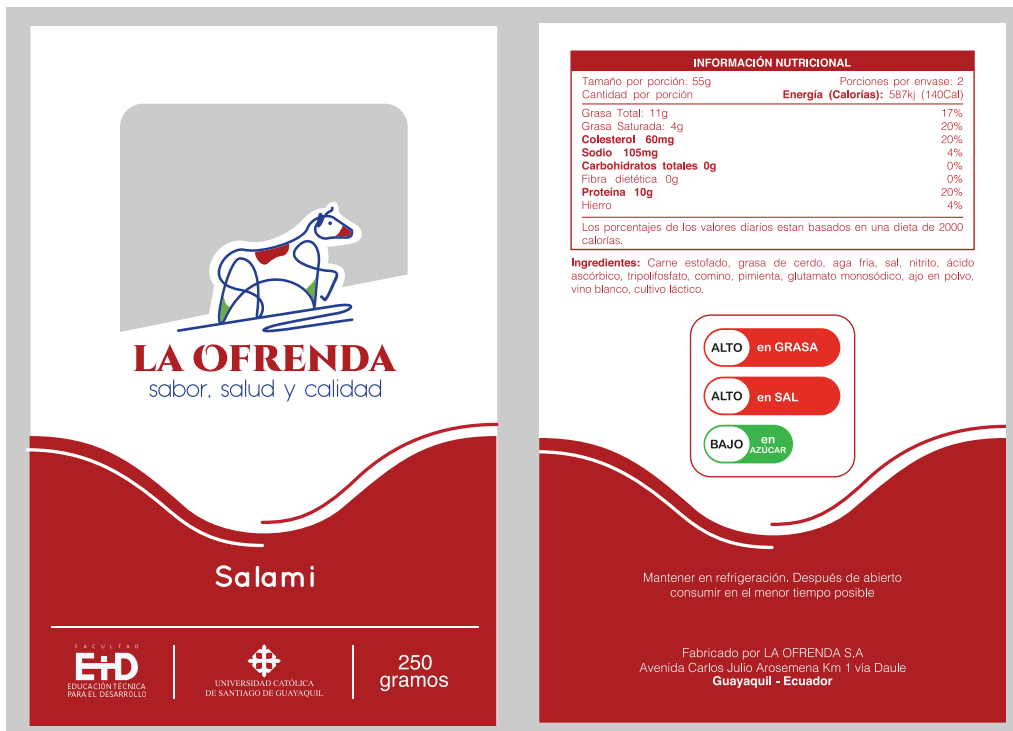 LA OFRENDA
sabor, salud y calidad
Salami
FACULTAD
E+D
EDUCACIÓN TÉCNICA
PARA EL DESARROLLO
UNIVERSIDAD CATÓLICA
DE SANTIAGO DE GUAYAQUIL
250
gramos
INFORMACIÓN NUTRICIONAL
Tamaño por porción: 55g Porciones por envase: 2
Cantidad por porción Energía (Calorías): 587kj (140Cal)
Grasa Total: 11g 17%
Grasa Saturada: 4g 20%
Colesterol 60mg 20%
Sodio 105mg 4%
Carbohidratos totales 0g 0%
Fibra dietética 0g 0%
Proteína 10g 20%
Hierro 4%
Los porcentajes de los valores diarios estan basados en una dieta de 2000
calorías.
Ingredientes: Carne estofado, grasa de cerdo, aga fría, sal, nitrito, ácido
ascórbico, tripolifosfato, comino, pimienta, glutamato monosódico, ajo en polvo,
vino blanco, cultivo láctico.
ALTO en GRASA
ALTO en SAL
BAJO en
AZÚCAR
Mantener en refrigeración. Después de abierto
consumir en el menor tiempo posible
Fabricado por LA OFRENDA S,A
Avenida Carlos Julio Arosemena Km 1 vía Daule
Guayaquil - Ecuador